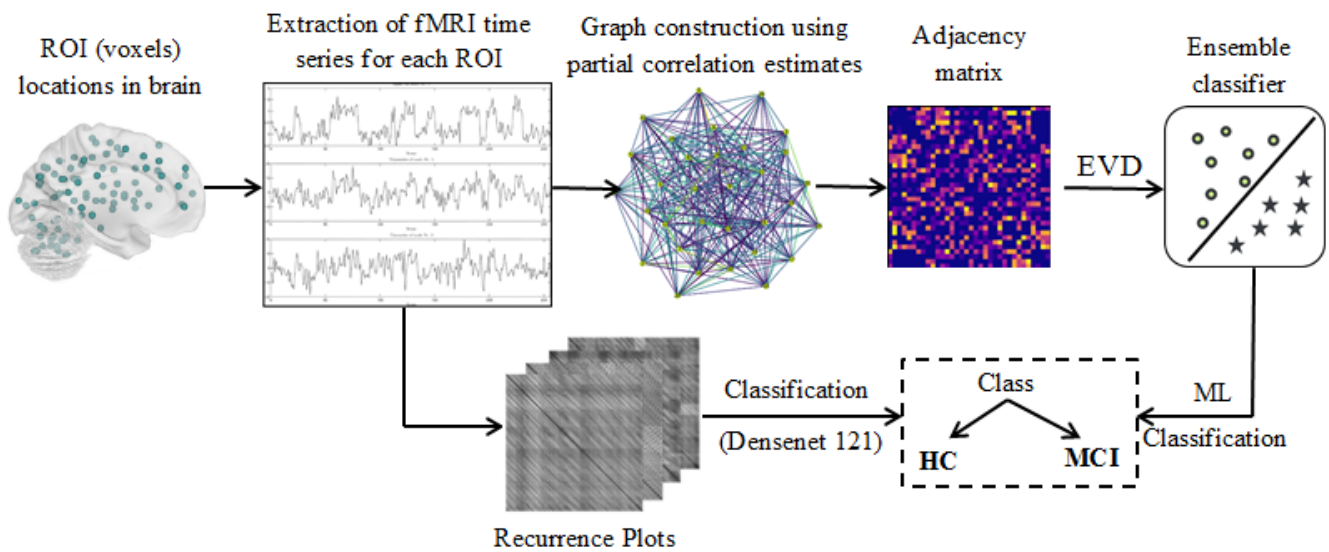 ROI (voxels)
locations in brain
Extraction of fMRI time
series for each ROI
Graph construction using
partial correlation estimates
Adjacency
matrix
Ensemble
classifier
EVD
Classification
(Densenet 121)
Class
HC
MCI
ML
Classification
Recurrence Plots